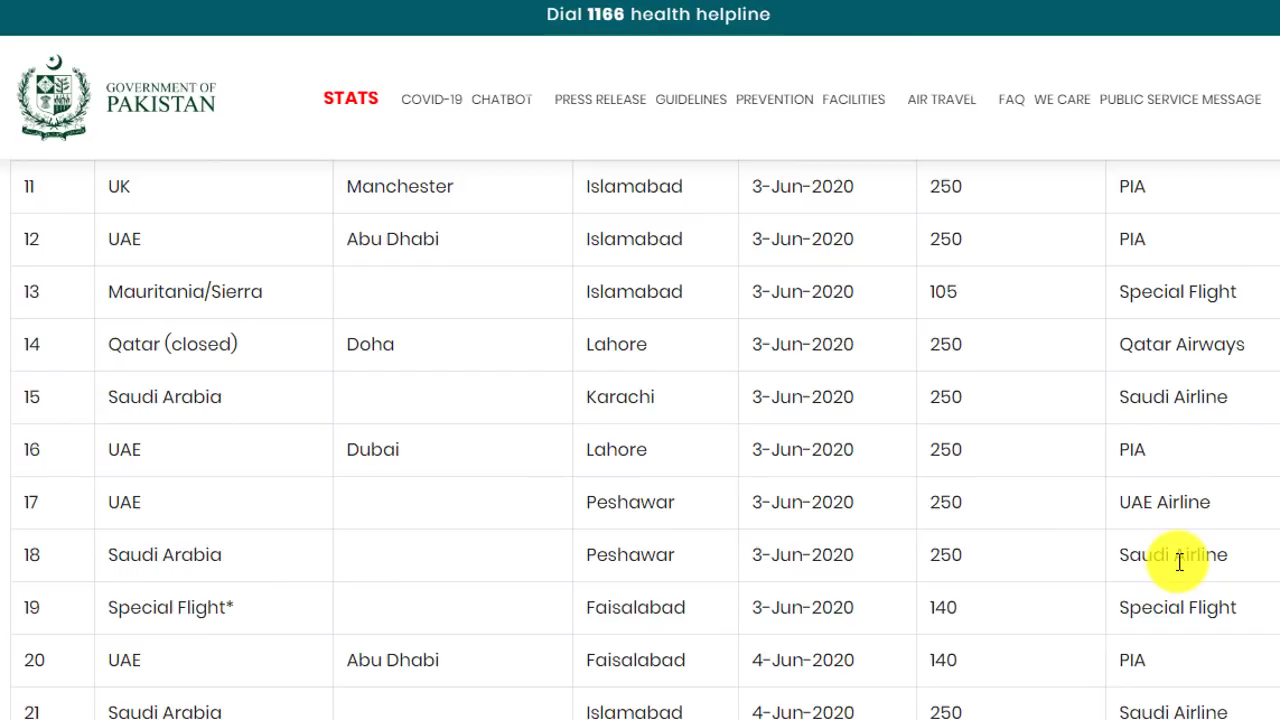 Dial 1166 health helpline
GOVERNMENT OF
PAKISTAN
STATS COVID-19 CHATBOT PRESS RELEASE GUIDELINES PREVENTION FACILITIES AIR TRAVEL FAQ WE CARE PUBLIC SERVICE MESSAGE
11 UK Manchester Islamabad 3-Jun-2020 250 PIA
12 UAE Abu Dhabi Islamabad 3-Jun-2020 250 PIA
13 Mauritania/Sierra Islamabad 3-Jun-2020 105 Special Flight
14 Qatar (closed) Doha Lahore 3-Jun-2020 250 Qatar Airways
15 Saudi Arabia Karachi 3-Jun-2020 250 Saudi Airline
16 UAE Dubai Lahore 3-Jun-2020 250 PIA
17 UAE Peshawar 3-Jun-2020 250 UAE Airline
18 Saudi Arabia Peshawar 3-Jun-2020 250 Saudi Airline
19 Special Flight* Faisalabad 3-Jun-2020 140 Special Flight
20 UAE Abu Dhabi Faisalabad 4-Jun-2020 140 PIA
21 Saudi Arabia Islamabad 4-Jun-2020 250 Saudi Airline